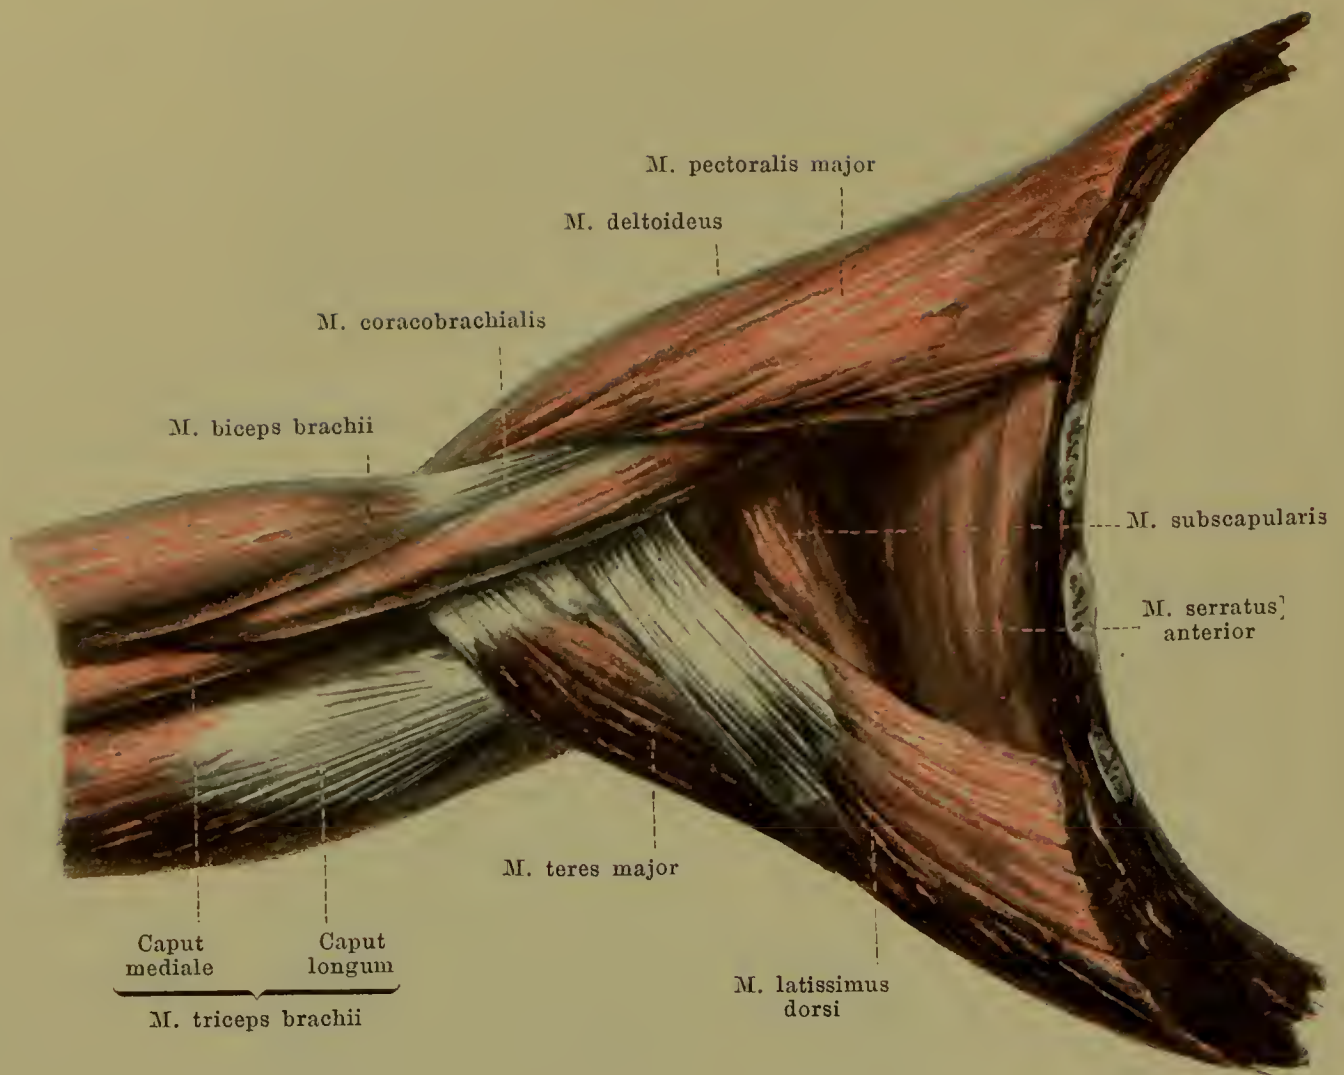 M. pectoralis major
M. deltoideus
M. coracobrachialis
M. biceps brachii
M. subscapularis
M. serratus
anterior
M. teres major
Caput
mediale
Caput
longum
M. latissimus
dorsi
M. triceps brachii